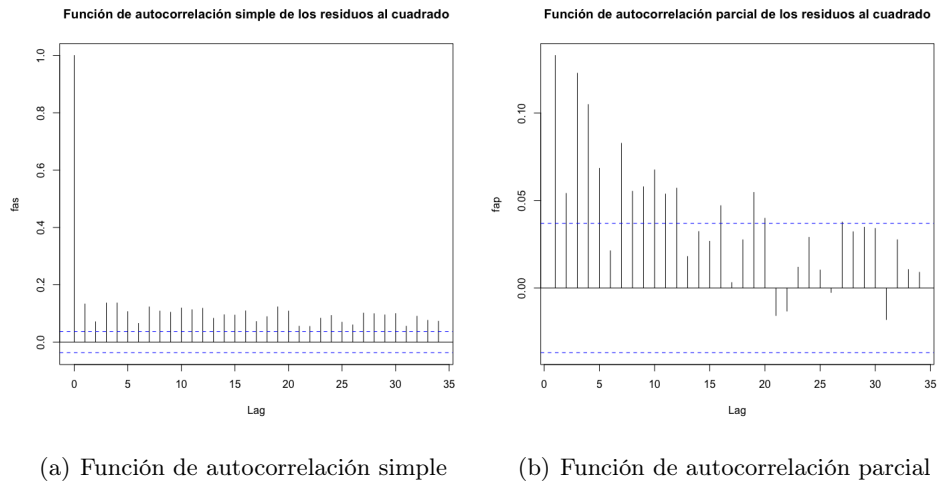 Función de autocorrelación simple de los residuos al cuadrado
fas
1.0
0.8
0.6
0.4
0.2
0.0
0 5 10 15 20 25 30 35
Lag
(a) Función de autocorrelación simple
Función de autocorrelación parcial de los residuos al cuadrado
fap
0.10
0.05
0.00
0 5 10 15 20 25 30 35
Lag
(b) Función de autocorrelación parcial